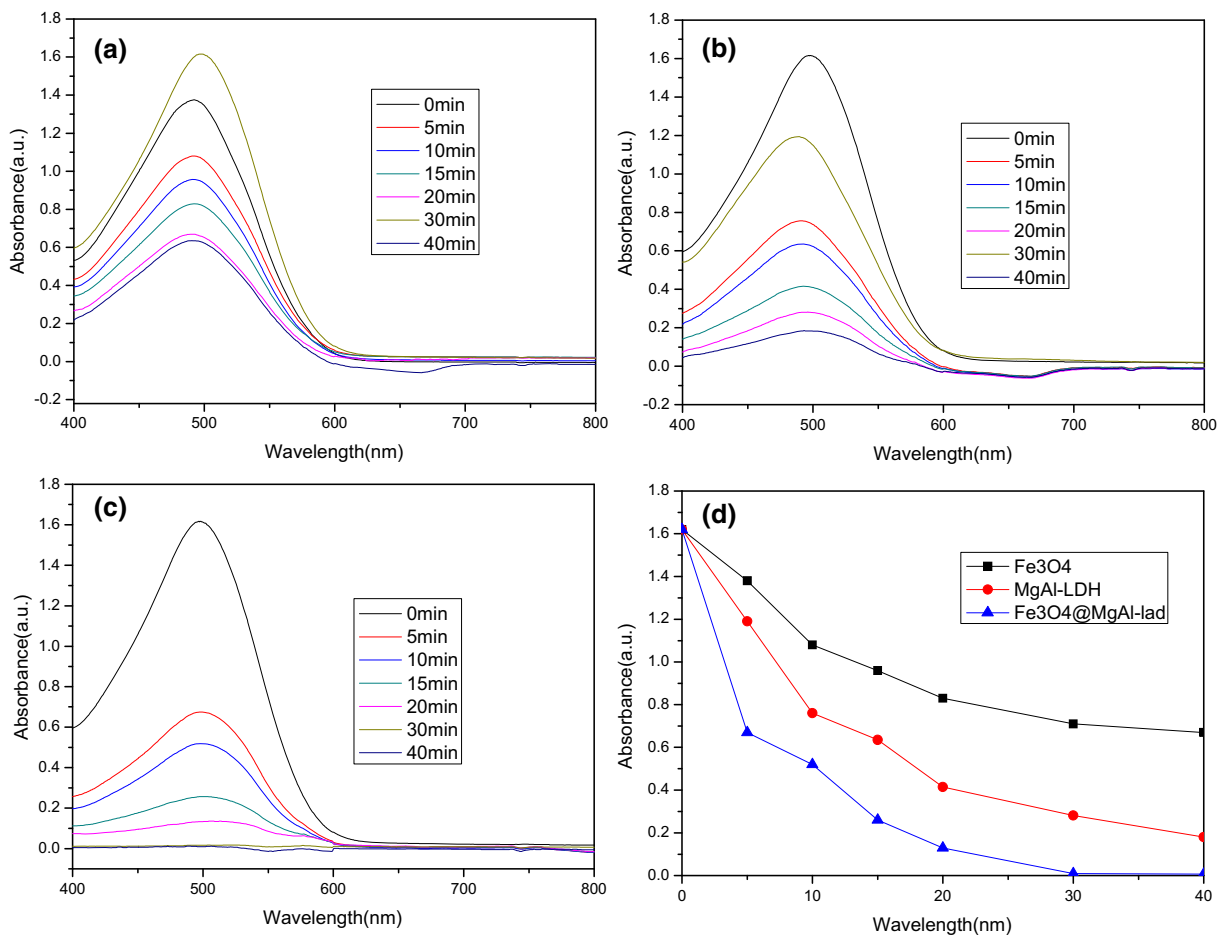 (a)
1.8
1.6
1.4
1.2
1.0
0.8
0.6
0.4
0.2
0.0
-0.2
Absorbance(a.u.)
0min
5min
10min
15min
20min
30min
40min
400 500 600 700 800
Wavelength(nm)
(b)
1.8
1.6
1.4
1.2
1.0
0.8
0.6
0.4
0.2
0.0
-0.2
Absorbance(a.u.)
0min
5min
10min
15min
20min
30min
40min
400 500 600 700 800
Wavelength(nm)
(c)
1.8
1.6
1.4
1.2
1.0
0.8
0.6
0.4
0.2
0.0
Absorbance(a.u.)
0min
5min
10min
15min
20min
30min
40min
400 500 600 700 800
Wavelength(nm)
(d)
1.8
1.6
1.4
1.2
1.0
0.8
0.6
0.4
0.2
0.0
Absorbance(a.u.)
Fe3O4
MgAl-LDH
Fe3O4@MgAl-lad
0 10 20 30 40
Wavelength(nm)